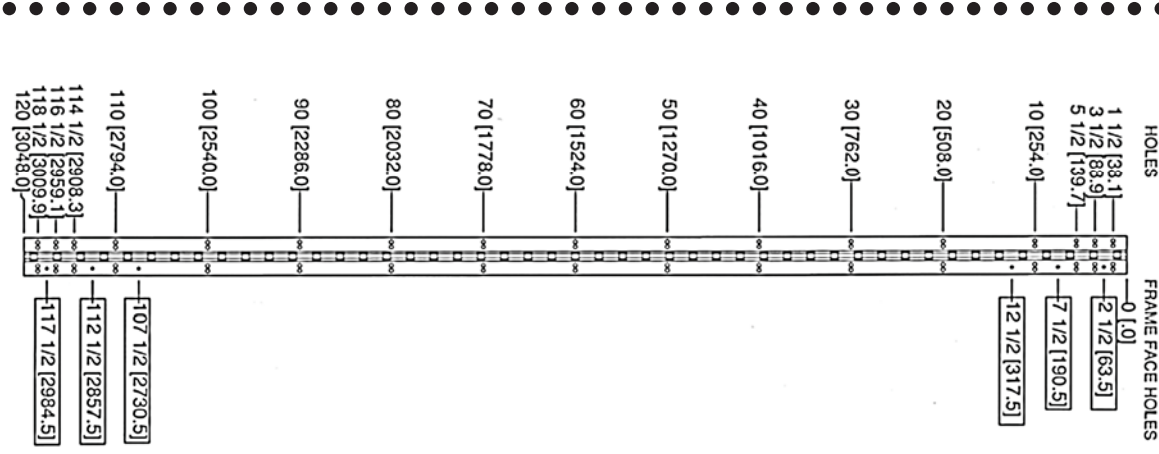 HOLES
1 1/2 [38.1]
3 1/2 [88.9]
5 1/2 [139.7]
10 [254.0]
20 [508.0]
30 [762.0]
40 [1016.0]
50 [1270.0]
60 [1524.0]
70 [1778.0]
80 [2032.0]
90 [2286.0]
100 [2540.0]
110 [2794.0]
114 1/2 [2908.3]
116 1/2 [2959.1]
118 1/2 [3009.9]
120 [3048.0]
FRAME FACE HOLES
0 [.0]
2 1/2 [63.5]
7 1/2 [190.5]
12 1/2 [317.5]
107 1/2 [2730.5]
112 1/2 [2857.5]
117 1/2 [2984.5]